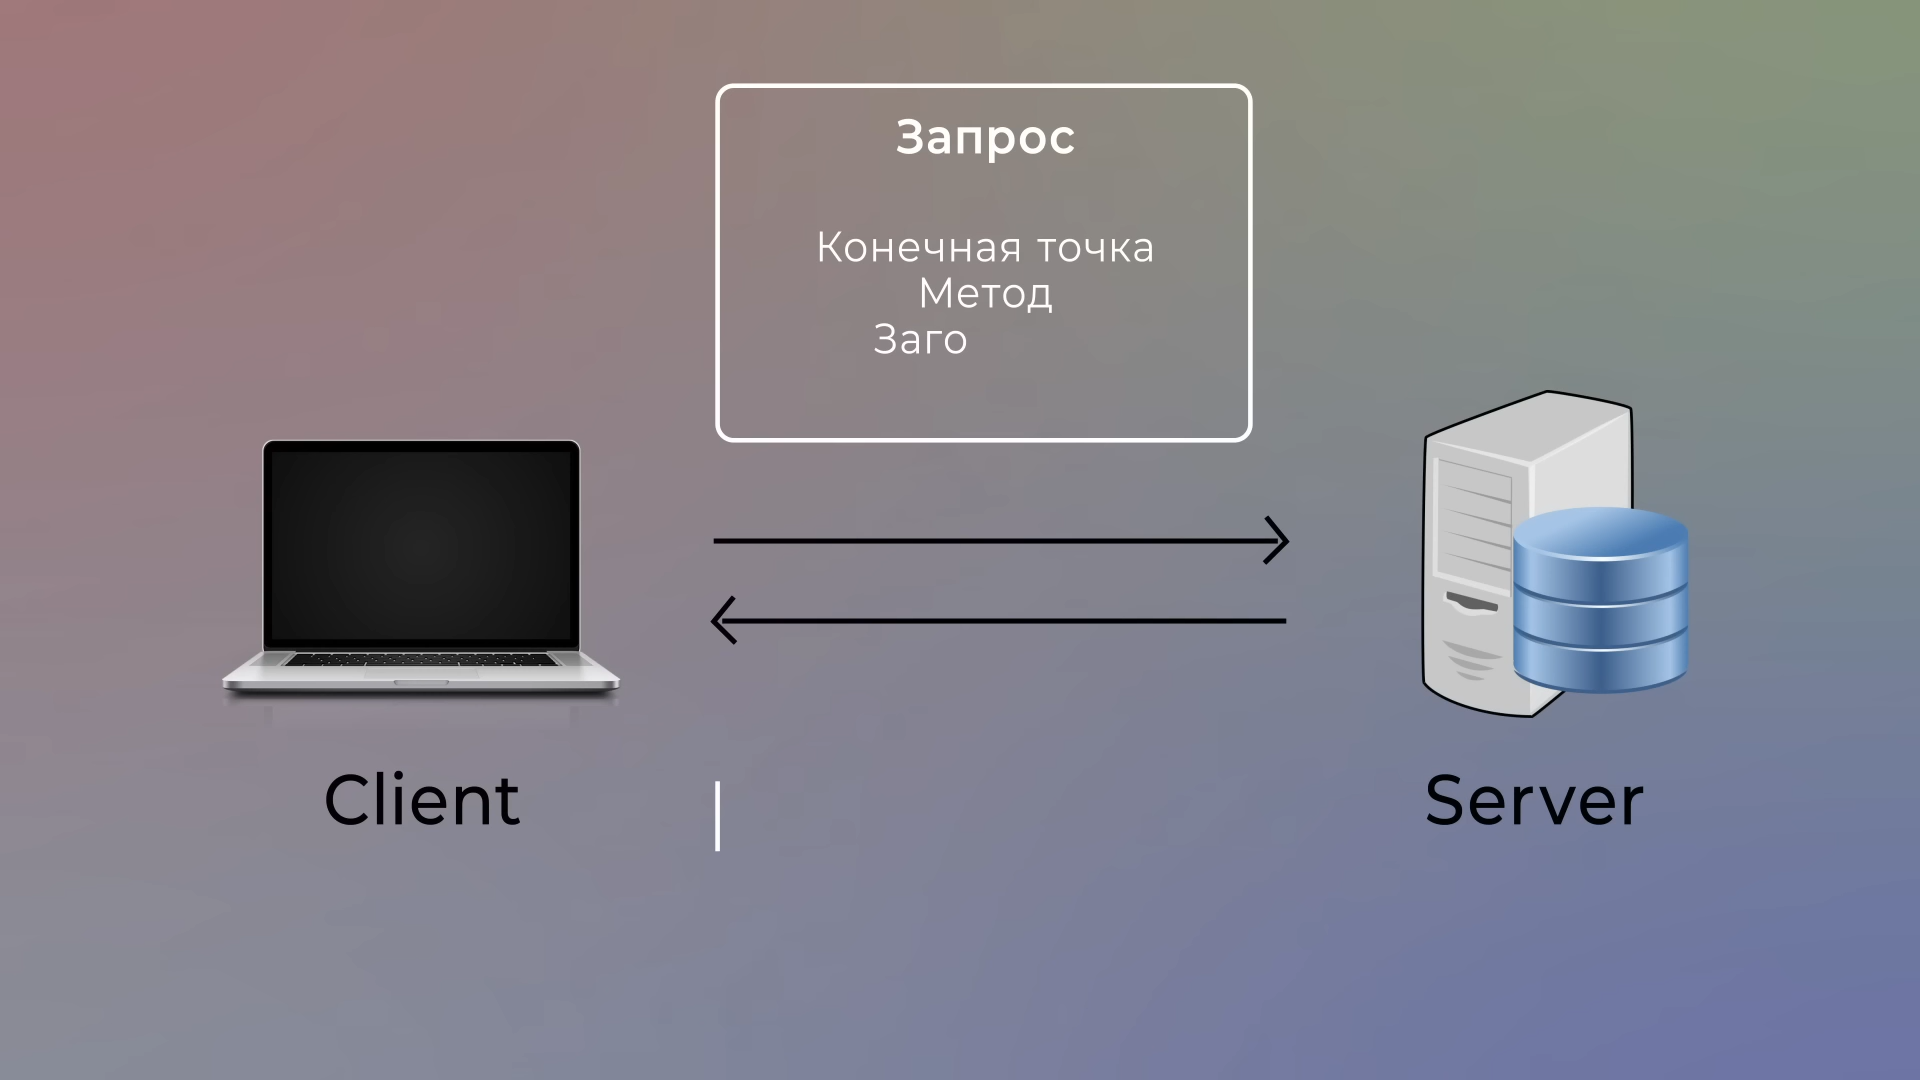 Запрос
Конечная точка
Метод
Заго
Client
Server